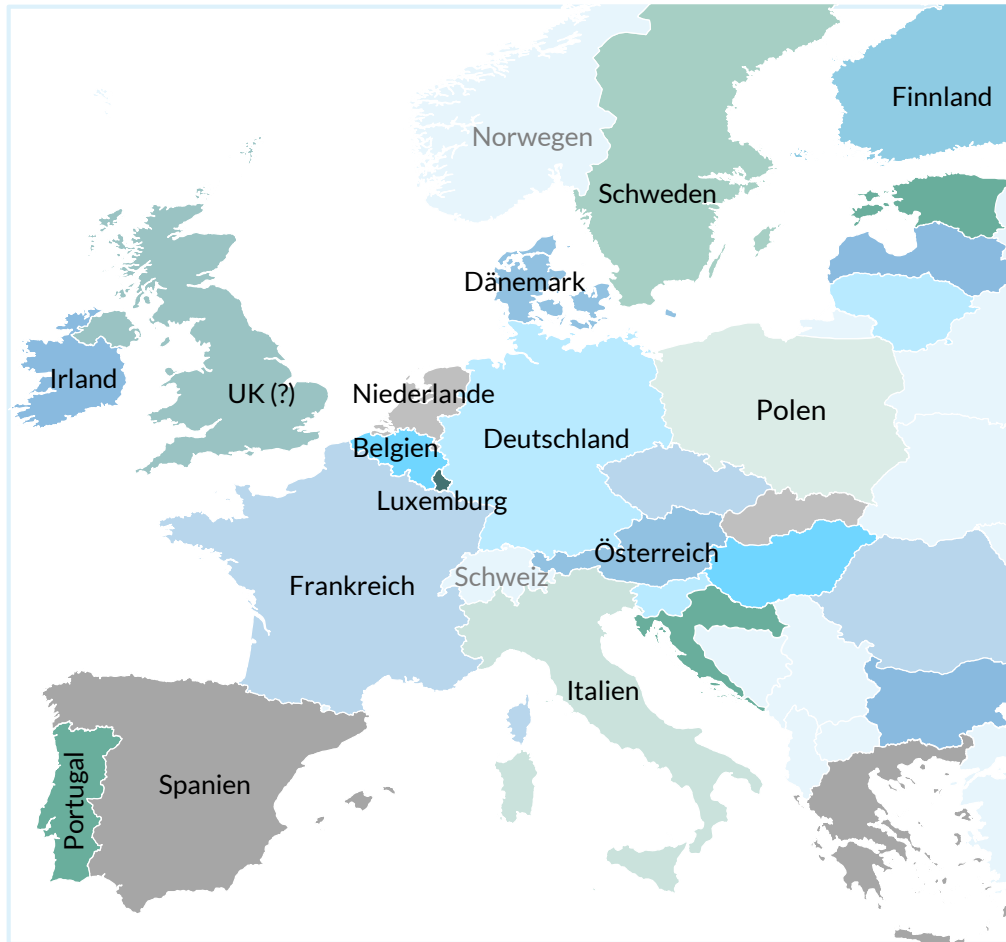 Finnland
Norwegen
Schweden
Dänemark
Irland
UK (?)
Niederlande
Polen
Deutschland
Belgien
Luxemburg
Österreich
Schweiz
Frankreich
Italien
Spanien
Portugal